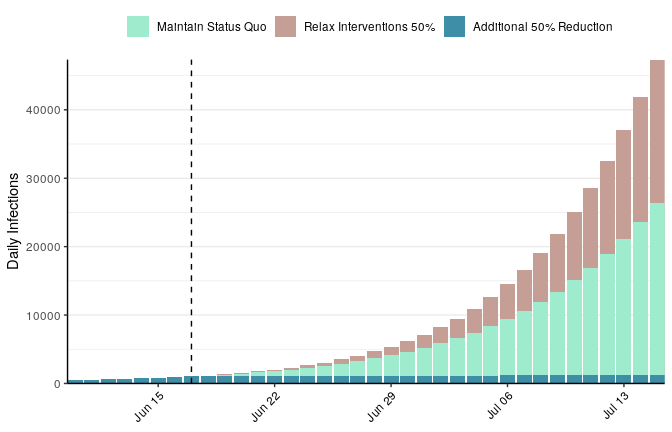 Maintain Status Quo Relax Interventions 50% Additional 50% Reduction
Daily Infections
40000
30000
20000
10000
0
Jun 15 Jun 22 Jun 29 Jul 06 Jul 13